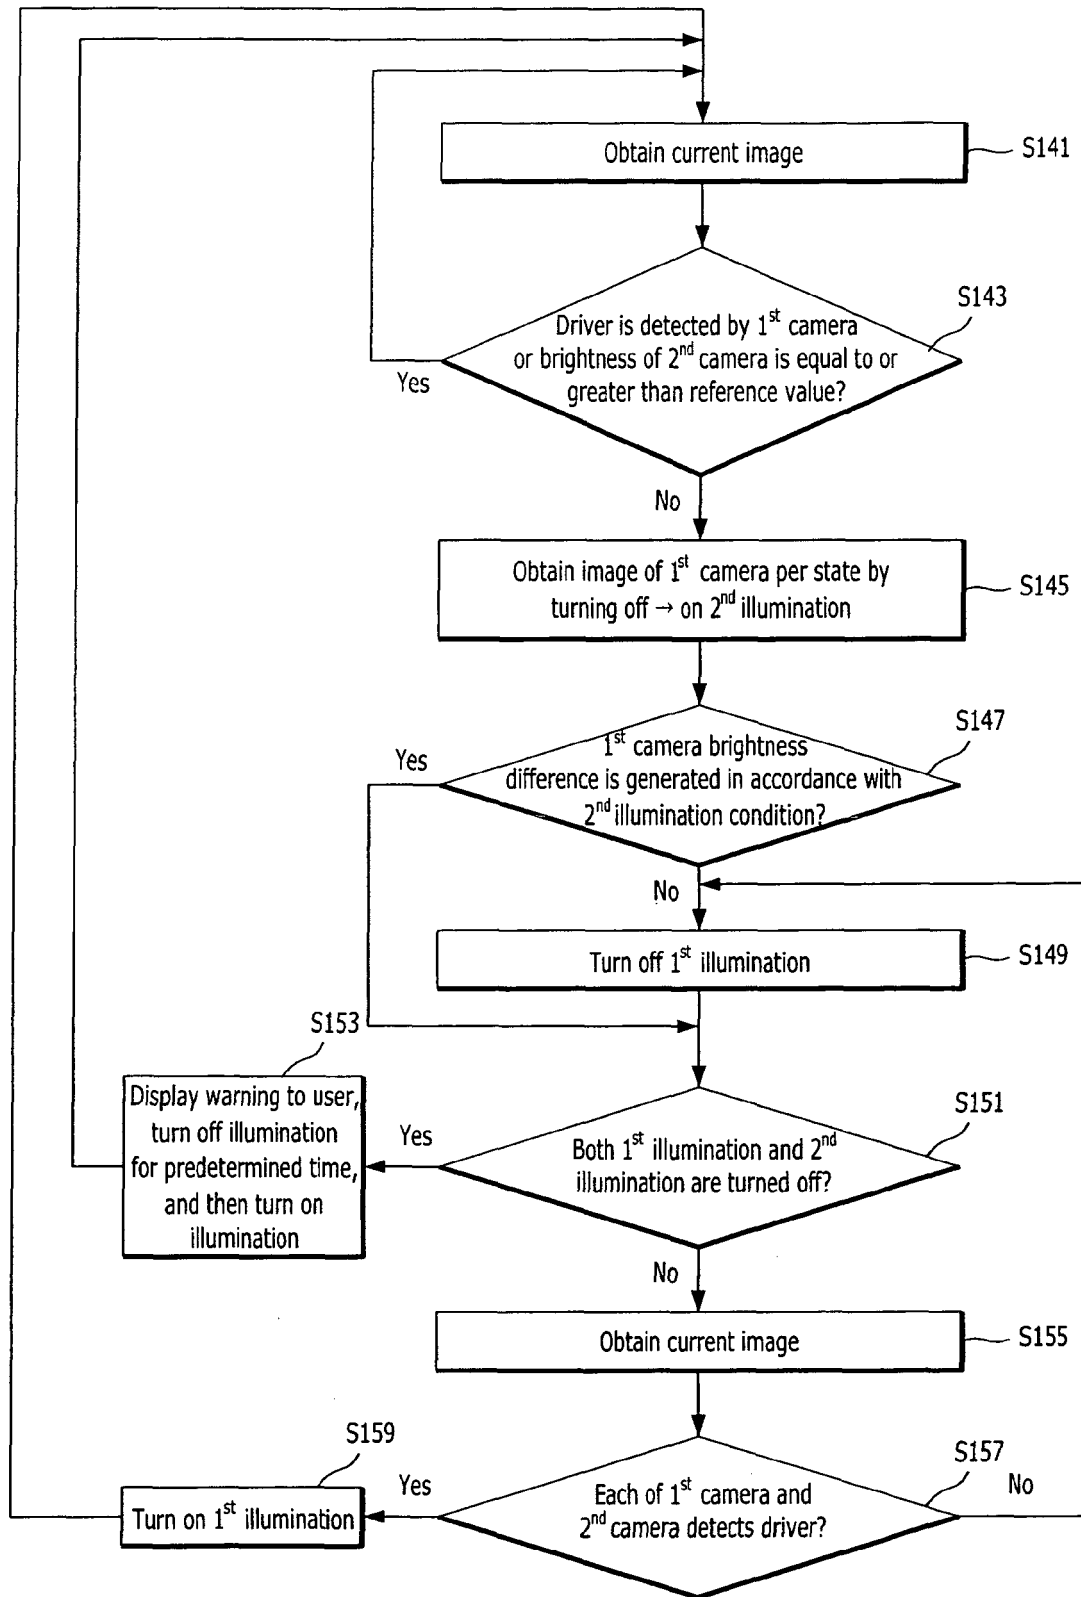 Obtain current image
S141
S143
Driver is detected by 1st camera
or brightness of 2nd camera is equal to or
greater than reference value?
Yes
No
Obtain image of 1st camera per state by
turning off → on 2nd illumination
S145
S147
1st camera brightness
difference is generated in accordance with
2nd illumination condition?
Yes
No
Turn off 1st illumination
S149
S153
Display warning to user,
turn off illumination
for predetermined time,
and then turn on
illumination
Yes
S151
Both 1st illumination and 2nd
illumination are turned off?
No
Obtain current image
S155
S159
Turn on 1st illumination
Yes
S157
Each of 1st camera and
2nd camera detects driver?
No